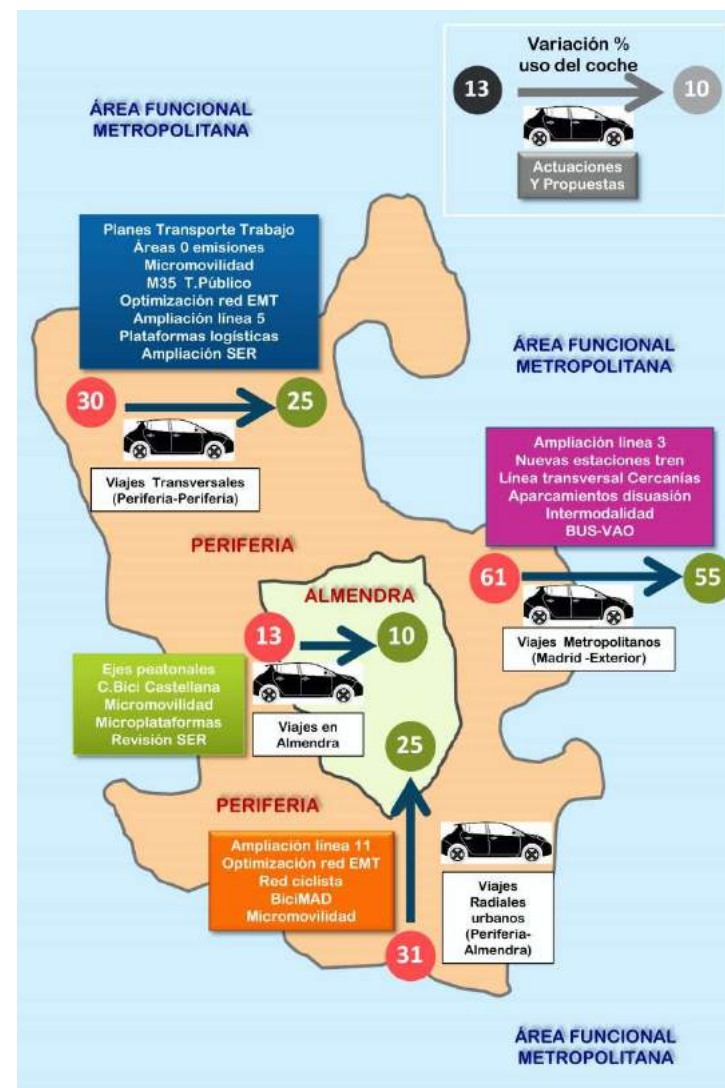 Variación %
uso del coche
13
10
Actuaciones
Y Propuestas
ÁREA FUNCIONAL
METROPOLITANA
Planes Transporte Trabajo
Áreas 0 emisiones
Micromovilidad
M35 T.Público
Optimización red EMT
Ampliación línea 5
Plataformas logísticas
Ampliación SER
30
25
Viajes Transversales
(Periferia-Periferia)
ÁREA FUNCIONAL
METROPOLITANA
Ampliación línea 3
Nuevas estaciones tren
Línea transversal Cercanías
Aparcamientos disuasión
Intermodalidad
BUS-VAO
61
55
Viajes Metropolitanos
(Madrid -Exterior)
PERIFERIA
ALMENDRA
13
10
Ejes peatonales
C.Bici Castellana
Micromovilidad
Microplataformas
Revisión SER
Viajes en
Almendra
25
PERIFERIA
Ampliación línea 11
Optimización red EMT
Red ciclista
BiciMAD
Micromovilidad
31
Viajes
Radiales
urbanos
(Periferia-
Almendra)
ÁREA FUNCIONAL
METROPOLITANA